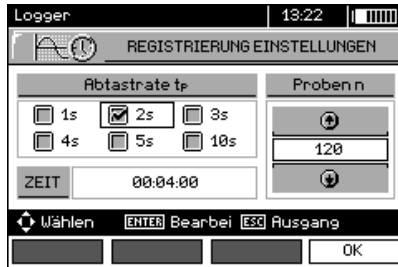 Logger 13:22
REGISTRIERUNG EINSTELLUNGEN
Abtastrate tP Proben n
1s 2s 3s
4s 5s 10s
120
ZEIT 00:04:00
Wählen ENTER Bearbei ESC Ausgang
OK